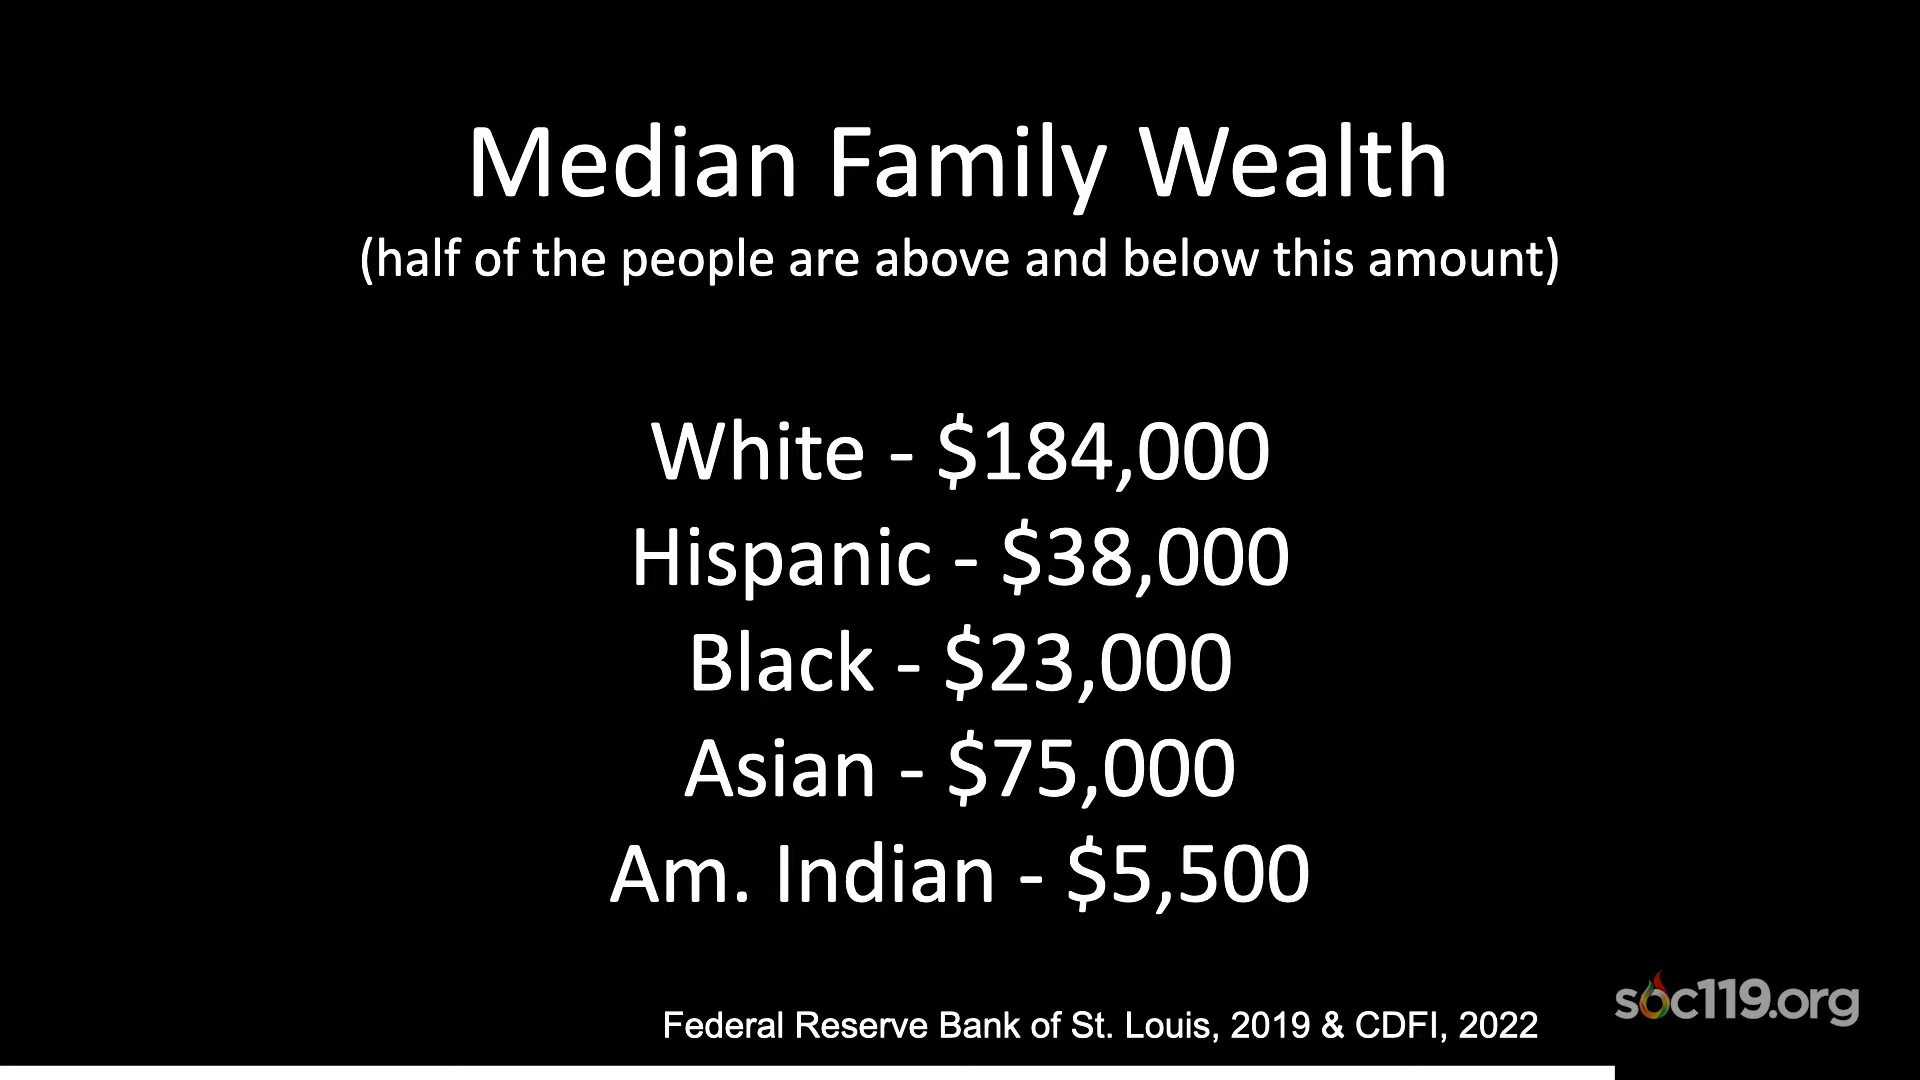 Median Family Wealth
(half of the people are above and below this amount)
White - $184,000
Hispanic - $38,000
Black - $23,000
Asian - $75,000
Am. Indian - $5,500
Federal Reserve Bank of St. Louis, 2019 & CDFI, 2022
soc119.org